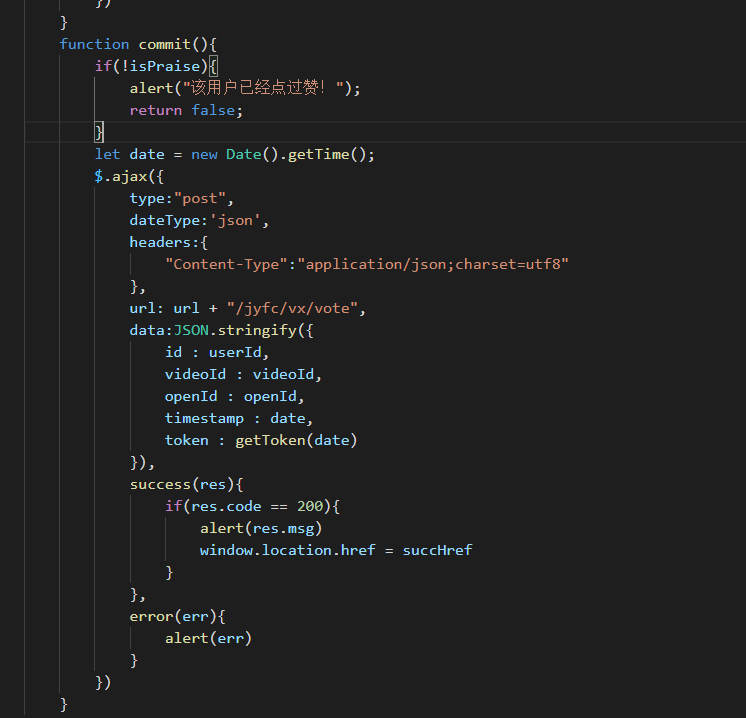 })
}
function commit(){
if(!isPraise){
alert("该用户已经点过赞！");
return false;
}
let date = new Date().getTime();
$.ajax({
type:"post",
dateType:'json',
headers:{
"Content-Type":"application/json;charset=utf8"
},
url: url + "/jyfc/vx/vote",
data:JSON.stringify({
id : userId,
videoId : videoId,
openId : openId,
timestamp : date,
token : getToken(date)
}),
success(res){
if(res.code == 200){
alert(res.msg)
window.location.href = succHref
}
},
error(err){
alert(err)
}
})
}